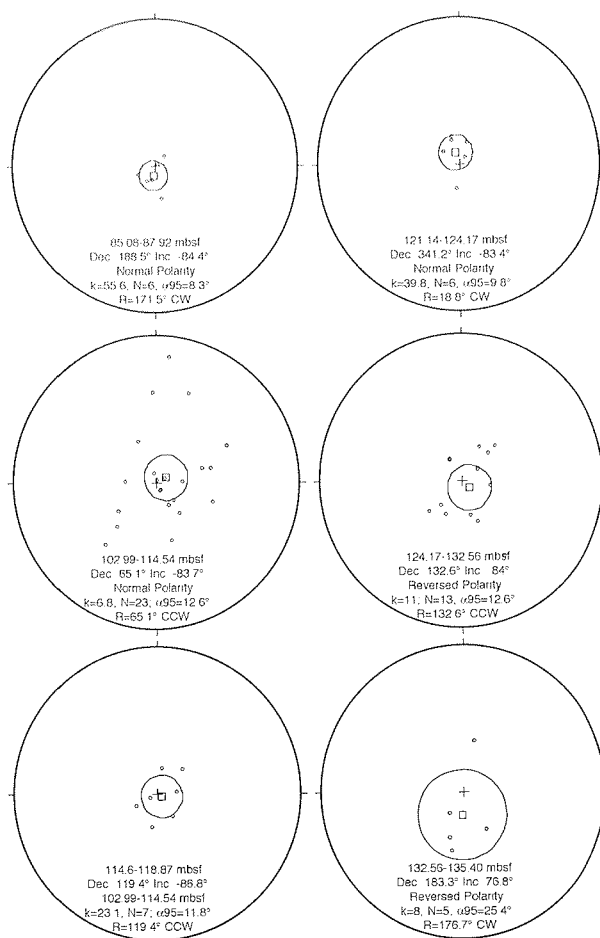 85.08-87.92 mbsf
Dec 188.5° Inc -84.4°
Normal Polarity
k=55.6, N=6, α95=8.3°
R=171.5° CW
121.14-124.17 mbsf
Dec 341.2° Inc -83.4°
Normal Polarity
k=39.8, N=6, α95=9.8°
R=18.8° CW
102.99-114.54 mbsf
Dec 65.1° Inc -83.7°
Normal Polarity
k=6.8, N=23; α95=12.6°
R=65.1° CCW
124.17-132.56 mbsf
Dec 132.6° Inc 84°
Reversed Polarity
k=11; N=13, α95=12.6°
R=132.6° CCW
114.6-118.87 mbsf
Dec 119.4° Inc -86.8°
102.99-114.54 mbsf
k=23.1, N=7; α95=11.8°
R=119.4° CCW
132.56-135.40 mbsf
Dec 183.3° Inc 76.8°
Reversed Polarity
k=8, N=5, α95=25.4°
R=176.7° CW